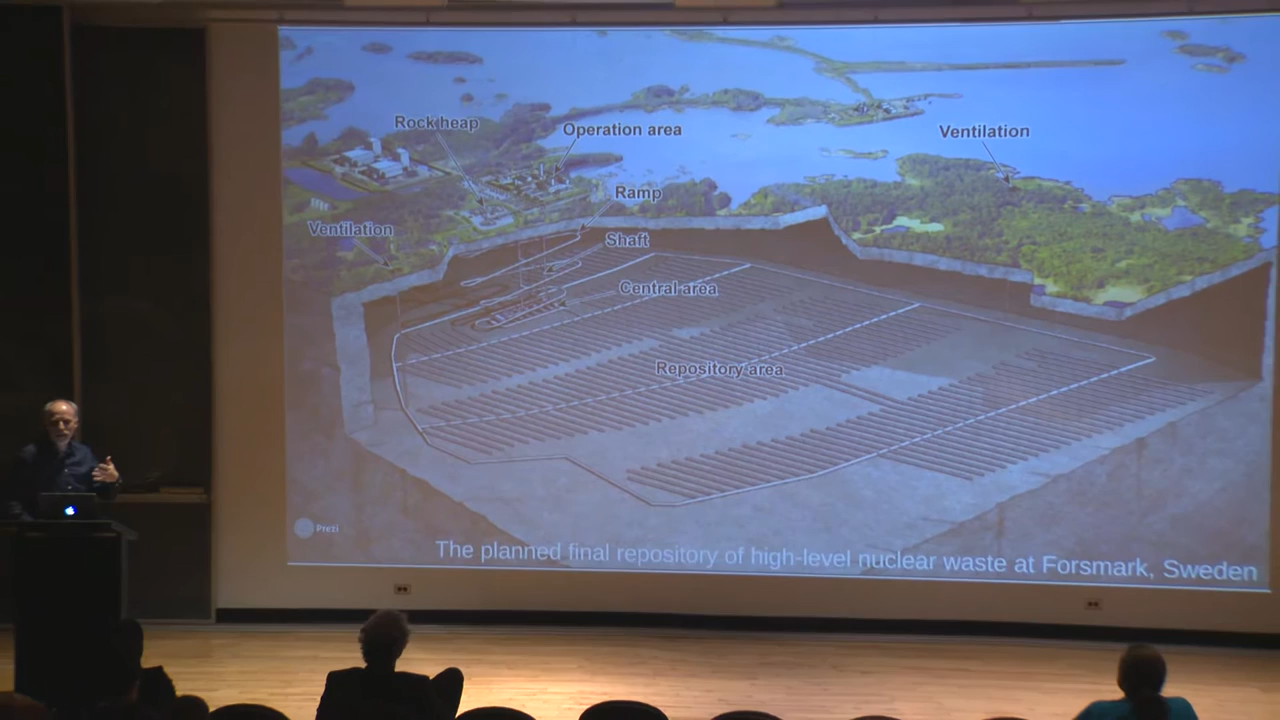 Rock heap
Operation area
Ventilation
Ramp
Ventilation
Shaft
Central area
Repository area
Prezi
The planned final repository of high-level nuclear waste at Forsmark, Sweden